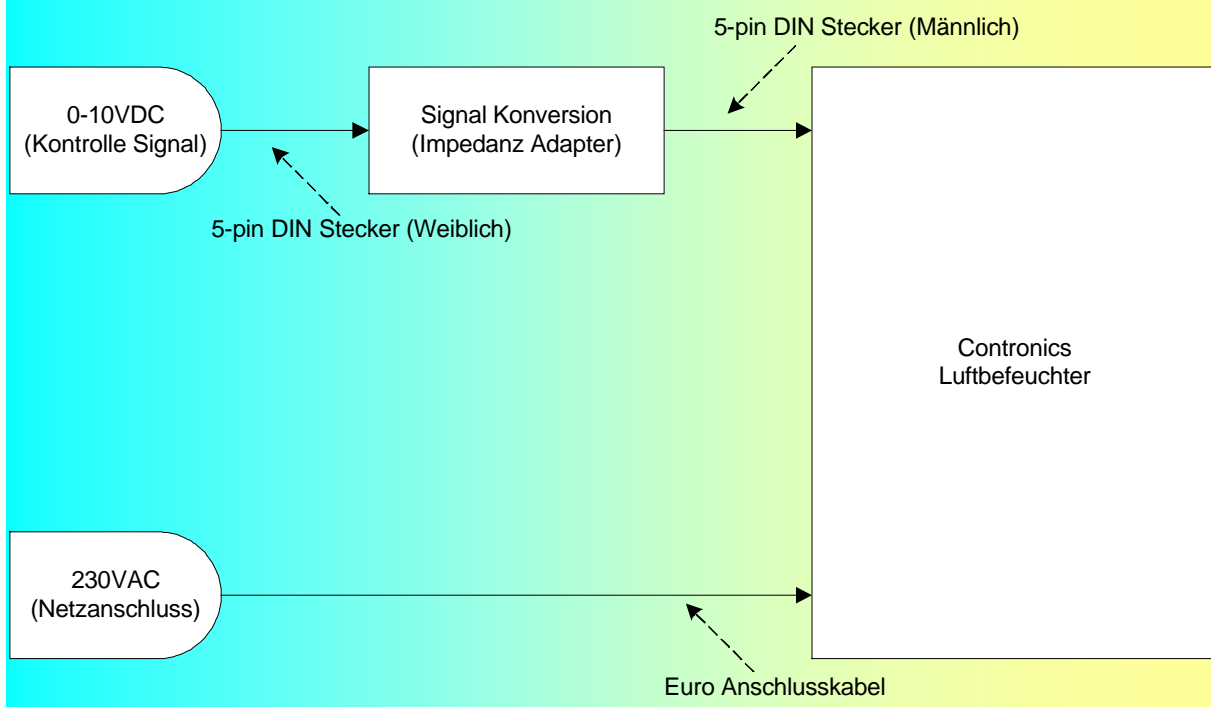 5-pin DIN Stecker (Männlich)
0-10VDC
(Kontrolle Signal)
Signal Konversion
(Impedanz Adapter)
5-pin DIN Stecker (Weiblich)
Contronics
Luftbefeuchter
230VAC
(Netzanschluss)
Euro Anschlusskabel